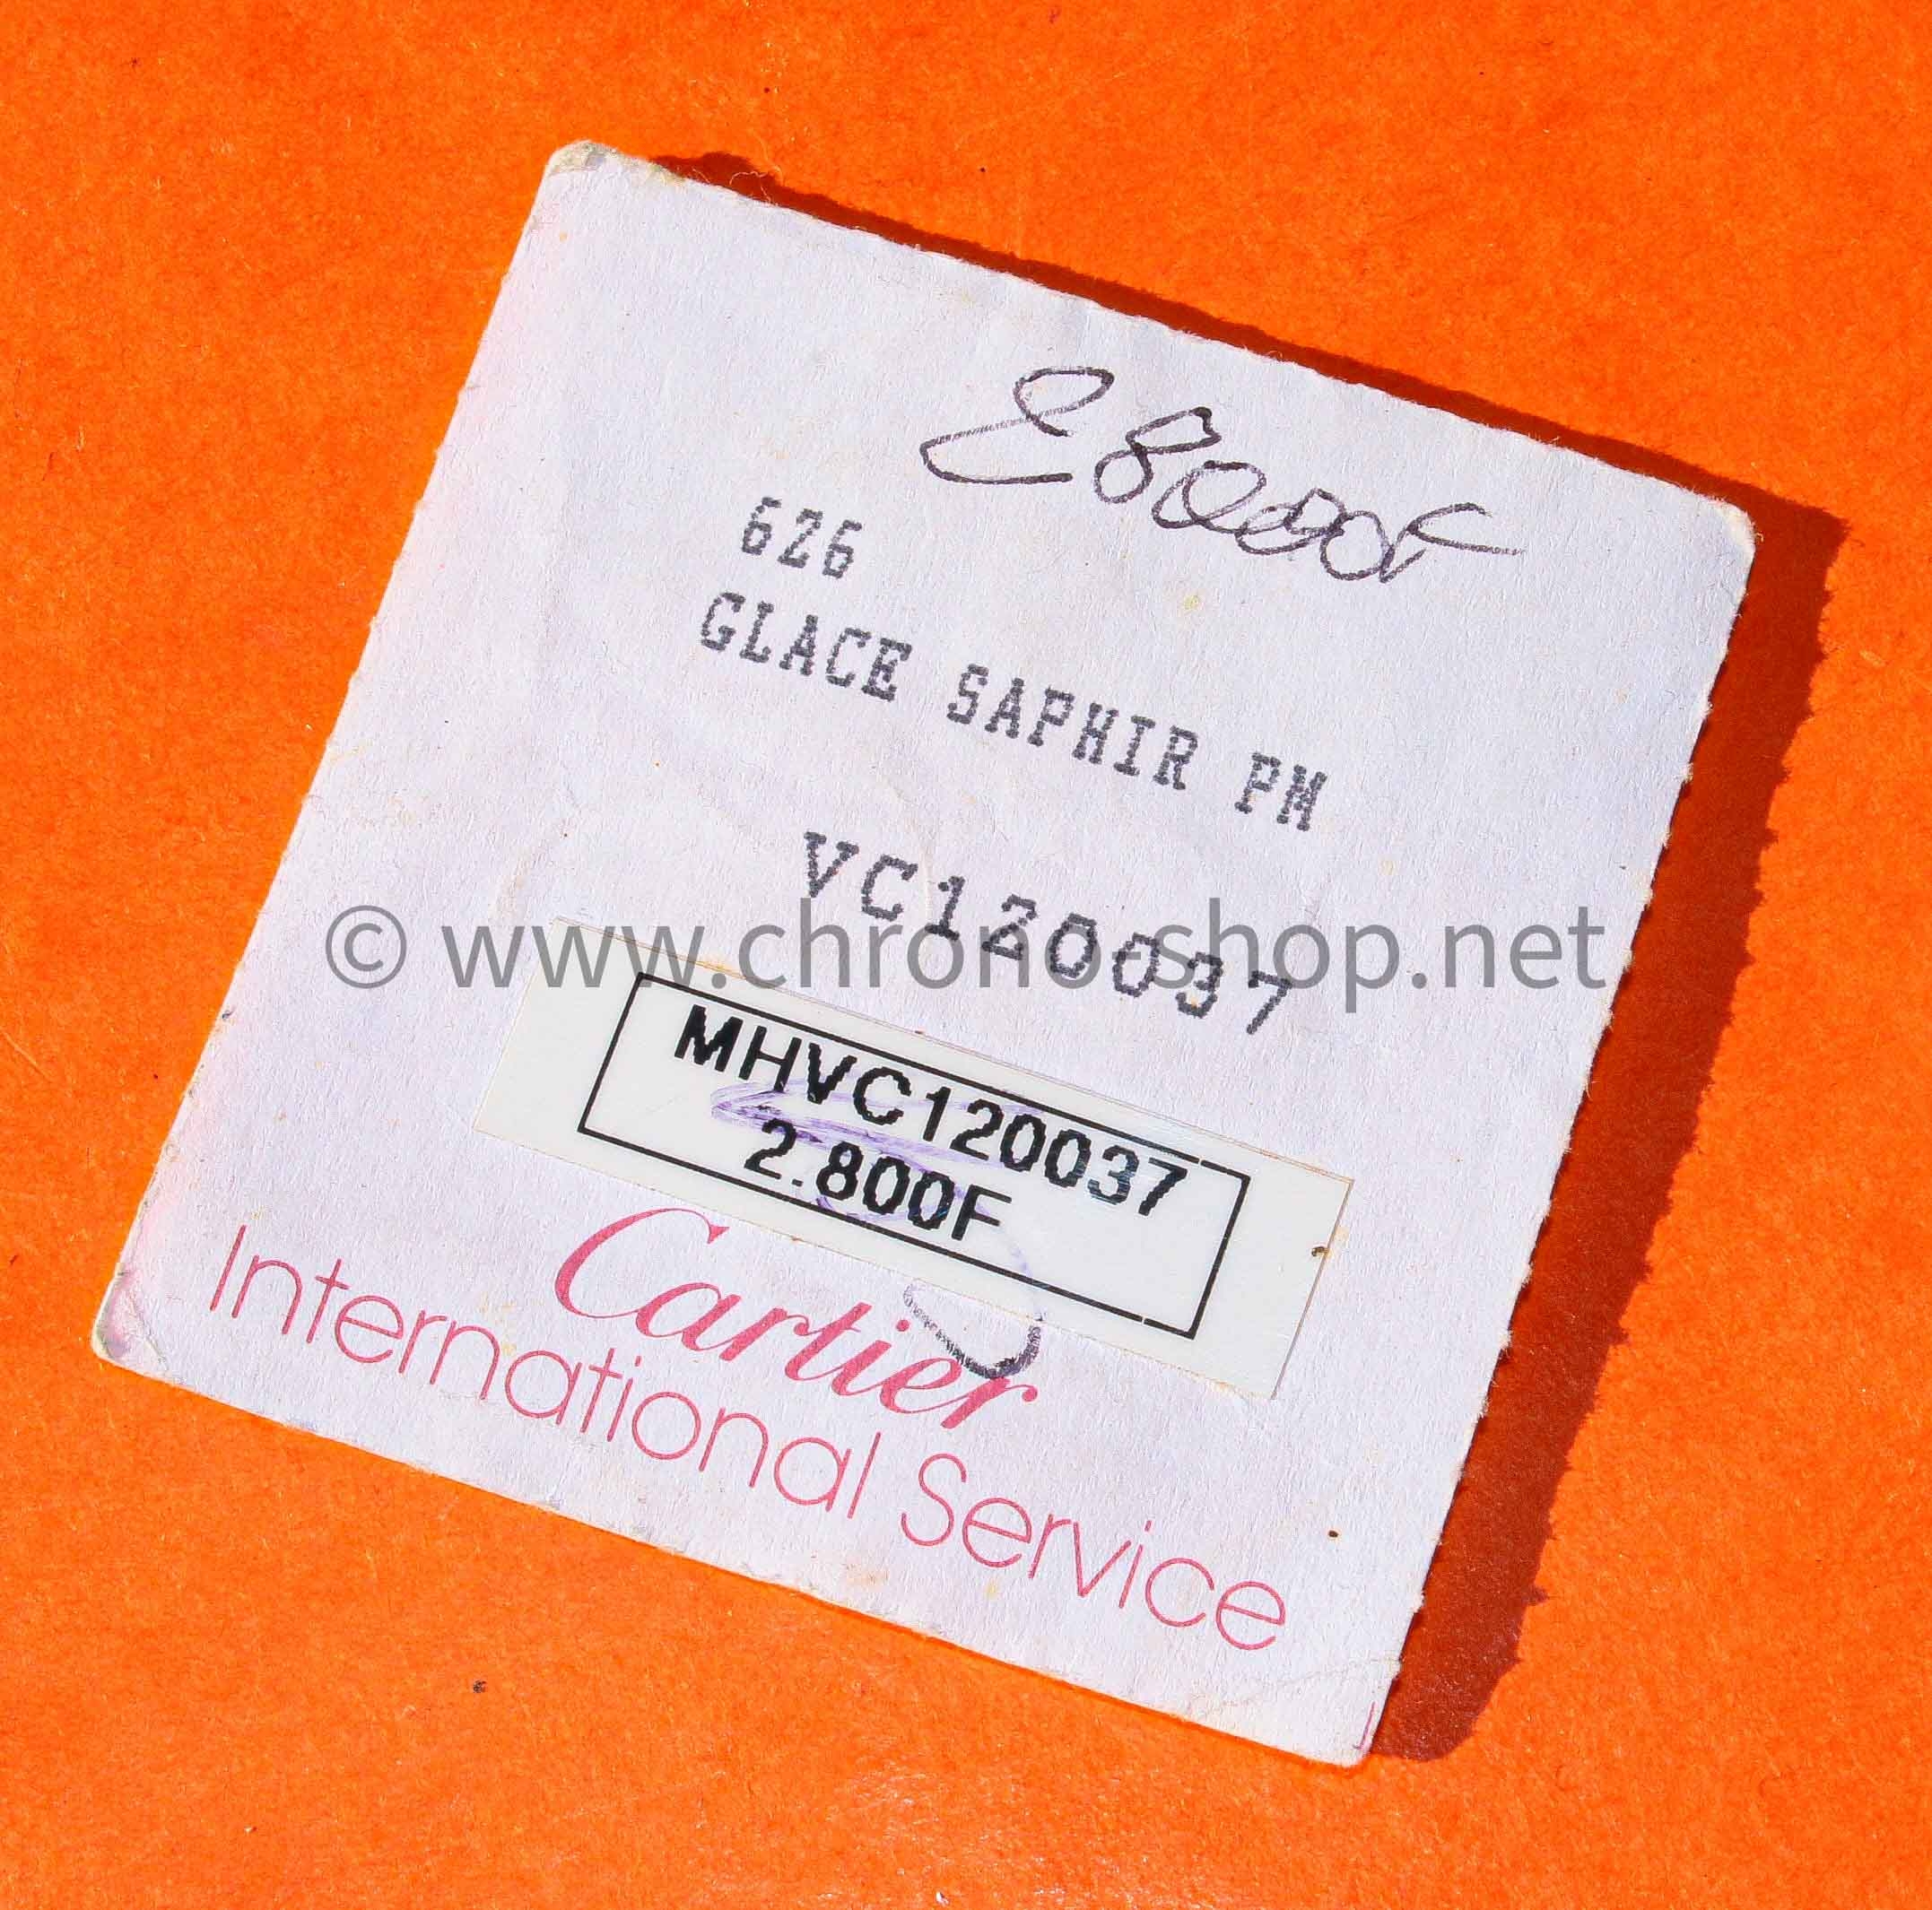 2800F
626
GLACE SAPHIR PM
VC120037
© www.chrono-shop.net
MHVC120037
2.800F
Cartier
International Service